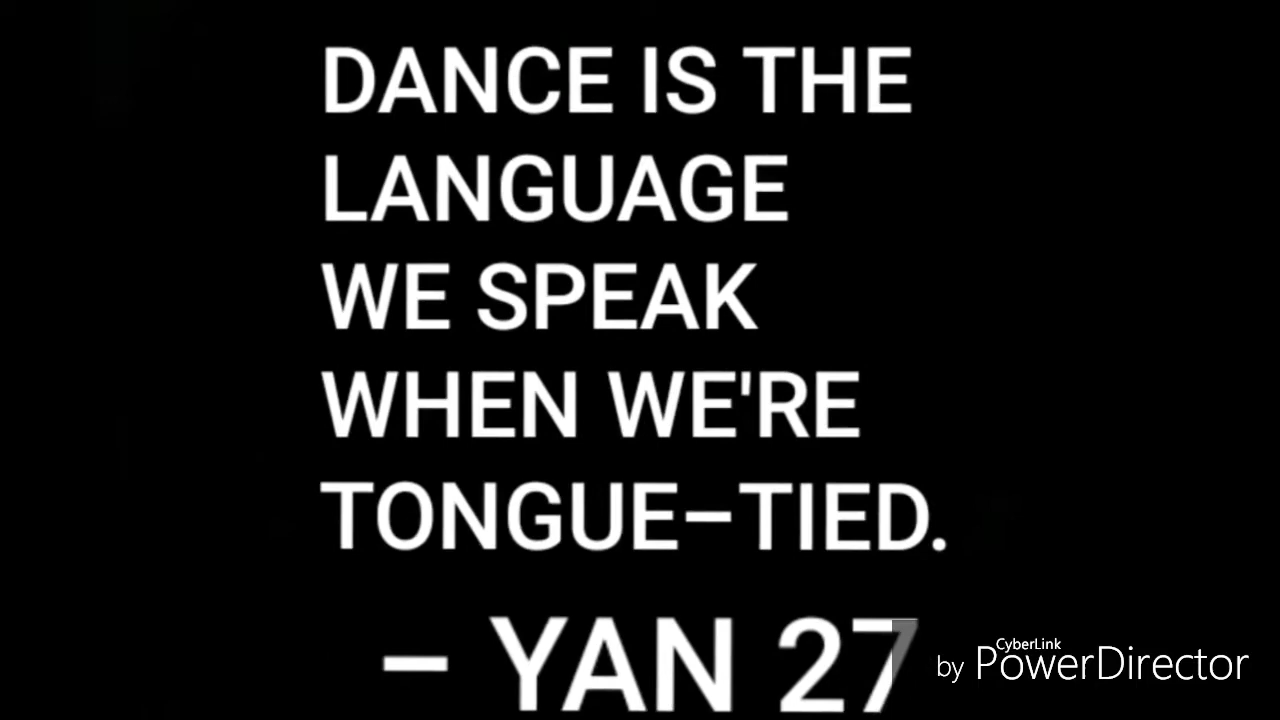 DANCE IS THE
LANGUAGE
WE SPEAK
WHEN WE'RE
TONGUE-TIED.
- YAN 27
CyberLink
by PowerDirector